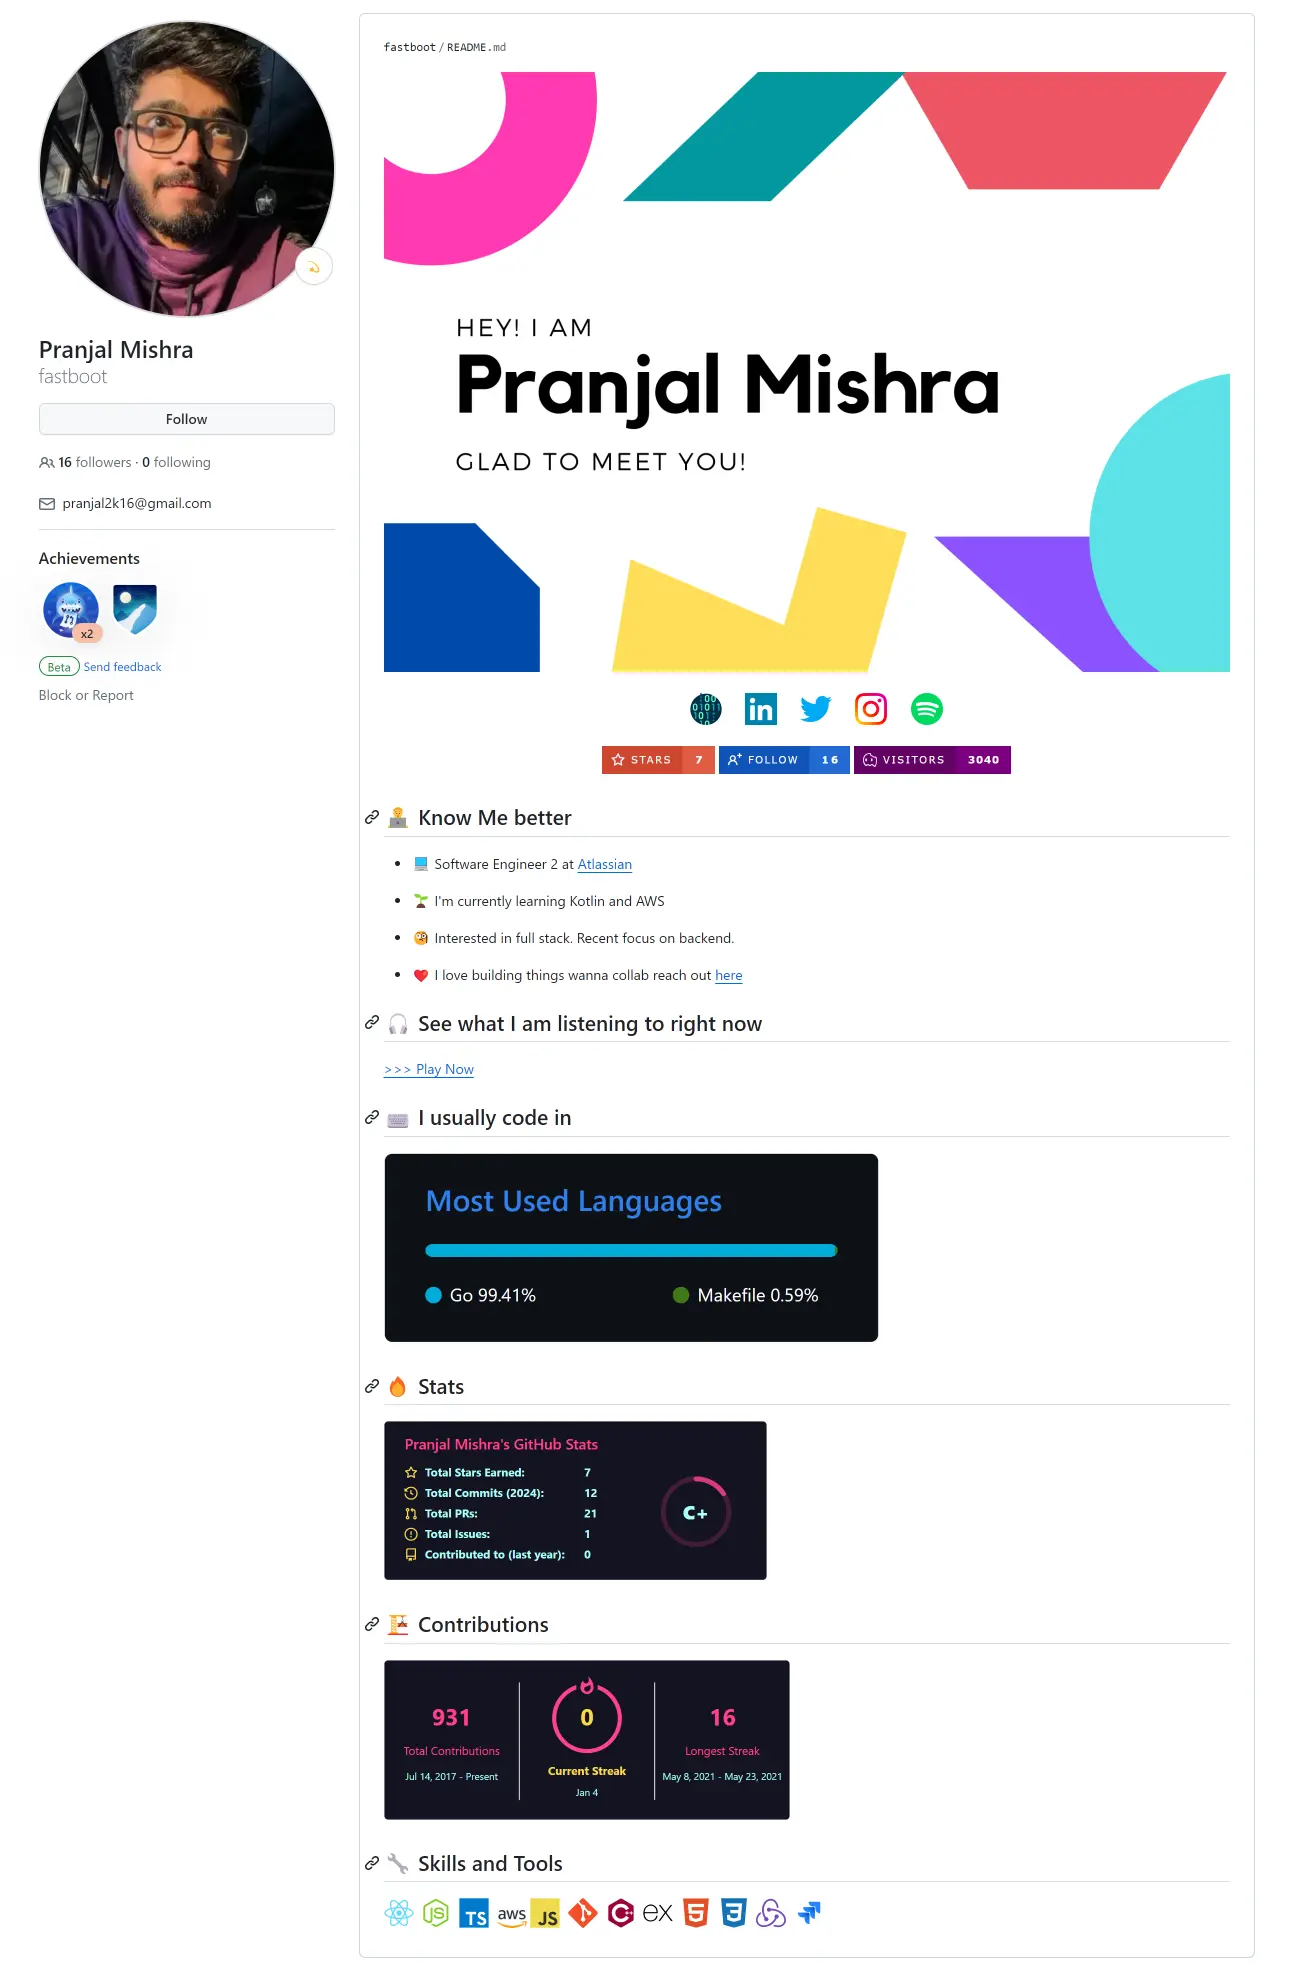 Pranjal Mishra
fastboot
Follow
16 followers · 0 following
pranjal2k16@gmail.com
Achievements
x2
Beta Send feedback
Block or Report
fastboot / README.md
HEY! I AM
Pranjal Mishra
GLAD TO MEET YOU!
in
STARS 7 FOLLOW 16 VISITORS 3040
Know Me better
Software Engineer 2 at Atlassian
I'm currently learning Kotlin and AWS
Interested in full stack. Recent focus on backend.
I love building things wanna collab reach out here
See what I am listening to right now
>>> Play Now
I usually code in
Most Used Languages
Go 99.41% Makefile 0.59%
Stats
Pranjal Mishra's GitHub Stats
Total Stars Earned: 7
Total Commits (2024): 12
Total PRs: 21
Total Issues: 1
Contributed to (last year): 0
C+
Contributions
931
Total Contributions
Jul 14, 2017 - Present
0
Current Streak
Jan 4
16
Longest Streak
May 8, 2021 - May 23, 2021
Skills and Tools
JS TS aws JS C++ ex 5 3